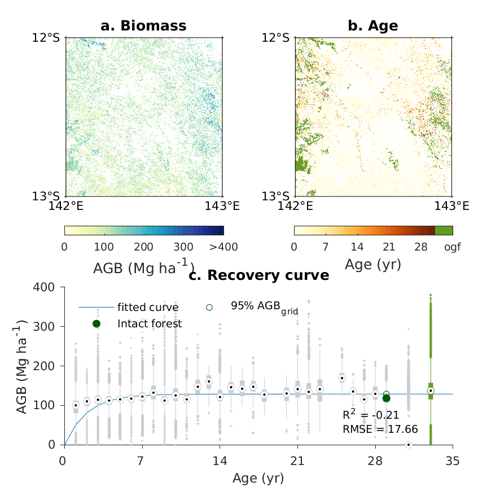 a. Biomass
b. Age
12°S
12°S
13°S
13°S
142°E
143°E
142°E
143°E
0 100 200 300 >400
AGB (Mg ha⁻¹)
0 7 14 21 28 ogf
Age (yr)
c. Recovery curve
400
300
200
100
0
AGB (Mg ha⁻¹)
fitted curve
95% AGB_grid
Intact forest
R² = -0.21
RMSE = 17.66
0 7 14 21 28 35
Age (yr)